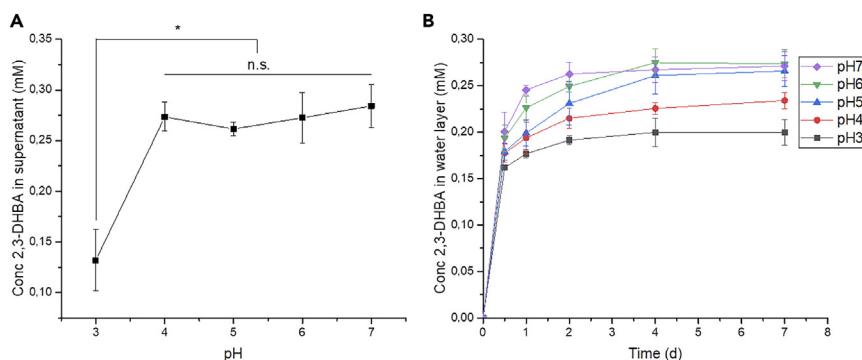 A
*
n.s.
Conc 2,3-DHBA in supernatant (mM)
0,35
0,30
0,25
0,20
0,15
0,10
3 4 5 6 7
pH
B
Conc 2,3-DHBA in water layer (mM)
0,30
0,25
0,20
0,15
0,10
0,05
0,00
0 1 2 3 4 5 6 7 8
Time (d)
pH7
pH6
pH5
pH4
pH3